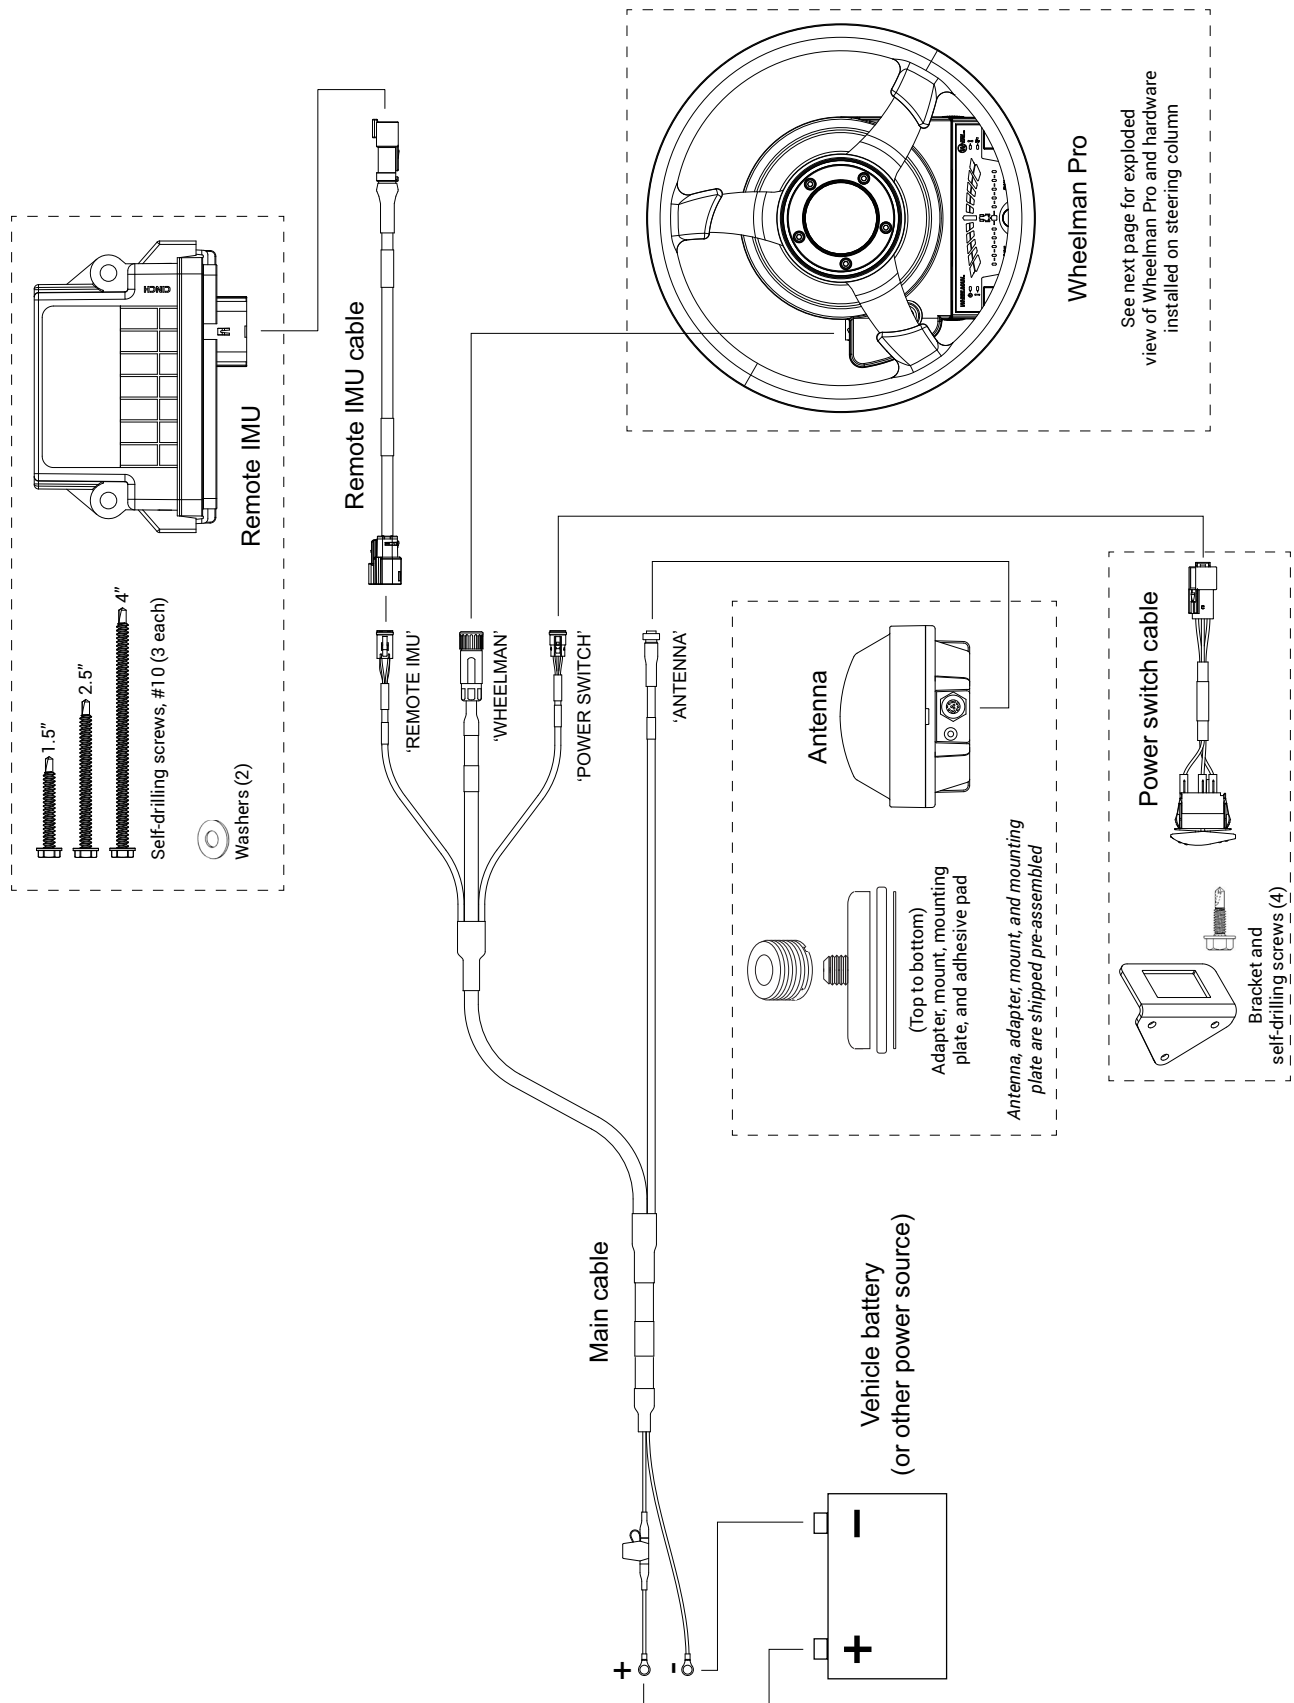 1.5”
2.5”
4”
Self-drilling screws, #10 (3 each)
Washers (2)
CINCH
Remote IMU
Remote IMU cable
‘REMOTE IMU’
‘WHEELMAN’
‘POWER SWITCH’
‘ANTENNA’
Main cable
Wheelman Pro
See next page for exploded
view of Wheelman Pro and hardware
installed on steering column
Antenna
(Top to bottom)
Adapter, mount, mounting
plate, and adhesive pad
Antenna, adapter, mount, and mounting
plate are shipped pre-assembled
Vehicle battery
(or other power source)
+
-
+
–
Power switch cable
Bracket and
self-drilling screws (4)